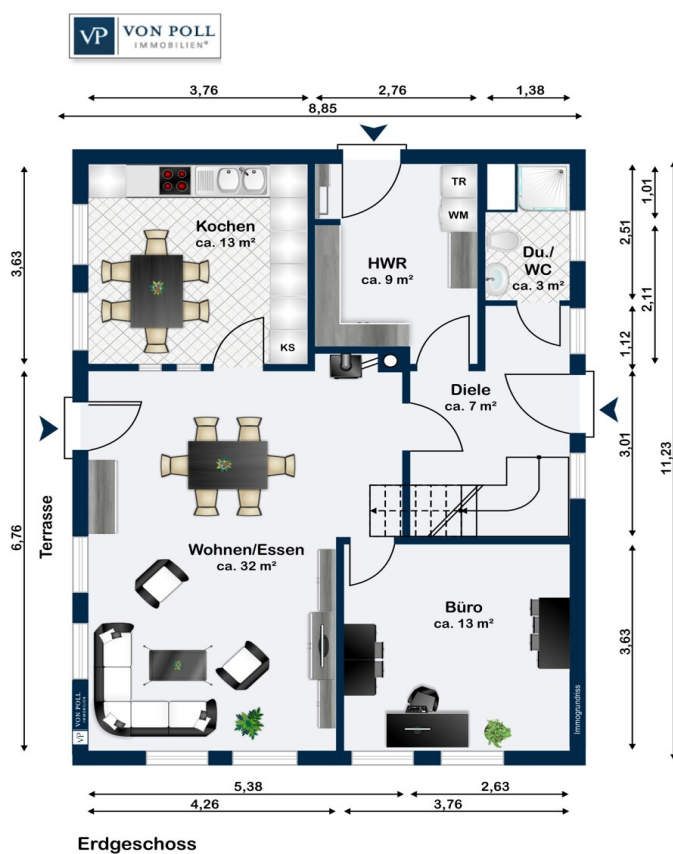 VP VON POLL
IMMOBILIEN®
3,76
2,76
1,38
8,85
Kochen
ca. 13 m²
KS
HWR
ca. 9 m²
TR
WM
Du./
WC
ca. 3 m²
3,63
2,51
1,01
2,11
1,12
Diele
ca. 7 m²
3,01
11,23
Terrasse
6,76
Wohnen/Essen
ca. 32 m²
Büro
ca. 13 m²
3,63
VP VON POLL
IMMOBILIEN
Immogrundriss
5,38
2,63
4,26
3,76
Erdgeschoss